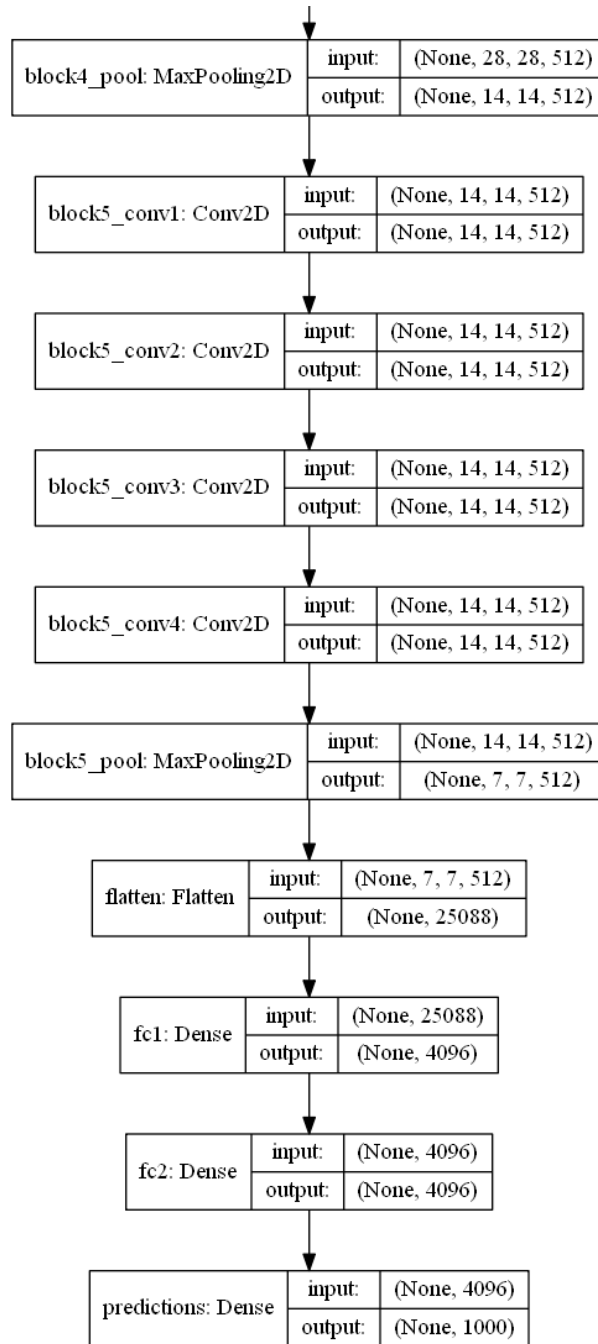 block4_pool: MaxPooling2D
input: (None, 28, 28, 512)
output: (None, 14, 14, 512)
block5_conv1: Conv2D
input: (None, 14, 14, 512)
output: (None, 14, 14, 512)
block5_conv2: Conv2D
input: (None, 14, 14, 512)
output: (None, 14, 14, 512)
block5_conv3: Conv2D
input: (None, 14, 14, 512)
output: (None, 14, 14, 512)
block5_conv4: Conv2D
input: (None, 14, 14, 512)
output: (None, 14, 14, 512)
block5_pool: MaxPooling2D
input: (None, 14, 14, 512)
output: (None, 7, 7, 512)
flatten: Flatten
input: (None, 7, 7, 512)
output: (None, 25088)
fc1: Dense
input: (None, 25088)
output: (None, 4096)
fc2: Dense
input: (None, 4096)
output: (None, 4096)
predictions: Dense
input: (None, 4096)
output: (None, 1000)